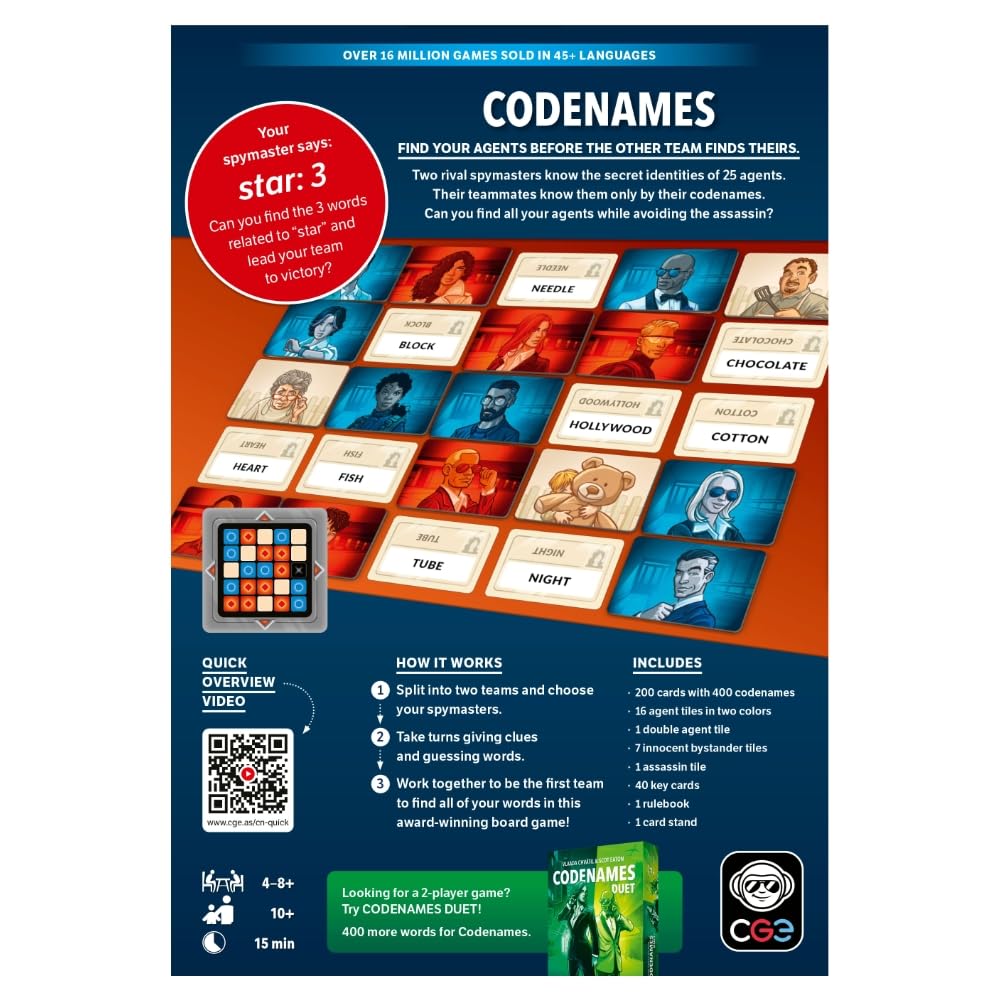 OVER 16 MILLION GAMES SOLD IN 45+ LANGUAGES
CODENAMES
FIND YOUR AGENTS BEFORE THE OTHER TEAM FINDS THEIRS.
Two rival spymasters know the secret identities of 25 agents.
Their teammates know them only by their codenames.
Can you find all your agents while avoiding the assassin?
Your
spymaster says:
star: 3
Can you find the 3 words
related to "star" and
lead your team
to victory?
NEEDLE
NEEDLE
BLOCK
BLOCK
CHOCOLATE
CHOCOLATE
HOLLYWOOD
HOLLYWOOD
COTTON
COTTON
HEART
HEART
FISH
FISH
TUBE
TUBE
NIGHT
NIGHT
QUICK
OVERVIEW
VIDEO
www.cge.as/cn-quick
HOW IT WORKS
1 Split into two teams and choose
your spymasters.
2 Take turns giving clues
and guessing words.
3 Work together to be the first team
to find all of your words in this
award-winning board game!
INCLUDES
· 200 cards with 400 codenames
· 16 agent tiles in two colors
· 1 double agent tile
· 7 innocent bystander tiles
· 1 assassin tile
· 40 key cards
· 1 rulebook
· 1 card stand
4–8+
10+
15 min
Looking for a 2-player game?
Try CODENAMES DUET!
400 more words for Codenames.
VLAADA CHVÁTIL & SCOT EATON
CODENAMES
DUET
CODENAMES
CGE